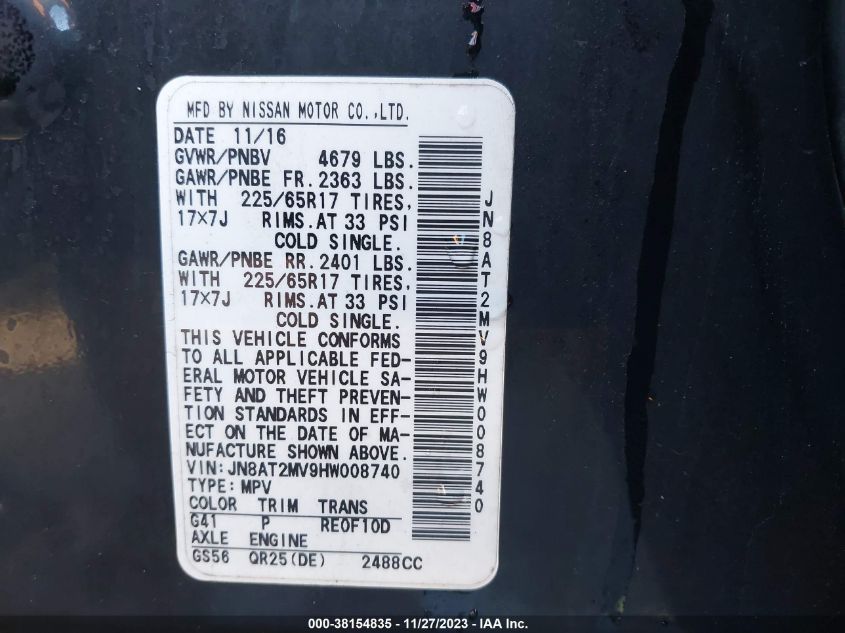 MFD BY NISSAN MOTOR CO.,LTD.
DATE 11/16
GVWR/PNBV 4679 LBS.
GAWR/PNBE FR. 2363 LBS.
WITH 225/65R17 TIRES,
17X7J RIMS. AT 33 PSI
COLD SINGLE.
GAWR/PNBE RR. 2401 LBS.
WITH 225/65R17 TIRES,
17X7J RIMS. AT 33 PSI
COLD SINGLE.
THIS VEHICLE CONFORMS
TO ALL APPLICABLE FED-
ERAL MOTOR VEHICLE SA-
FETY AND THEFT PREVEN-
TION STANDARDS IN EFF-
ECT ON THE DATE OF MA-
NUFACTURE SHOWN ABOVE.
VIN: JN8AT2MV9HW008740
TYPE: MPV
COLOR TRIM TRANS
G41 P RE0F10D
AXLE ENGINE
GS56 QR25(DE) 2488CC
JN8AT2MV9HW008740
000-38154835 - 11/27/2023 - IAA Inc.